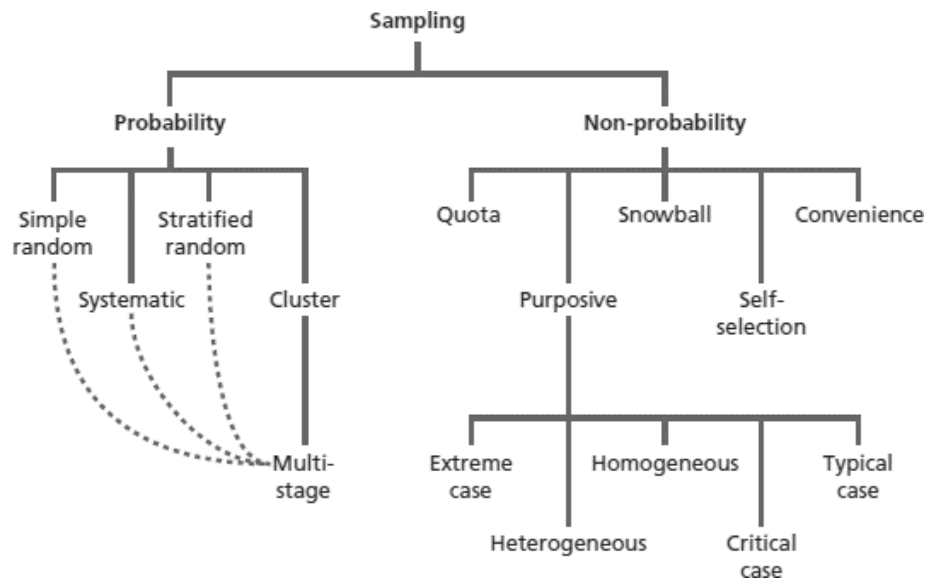 Sampling
Probability
Non-probability
Simple
random
Stratified
random
Quota
Snowball
Convenience
Systematic
Cluster
Purposive
Self-
selection
Multi-
stage
Extreme
case
Homogeneous
Typical
case
Heterogeneous
Critical
case